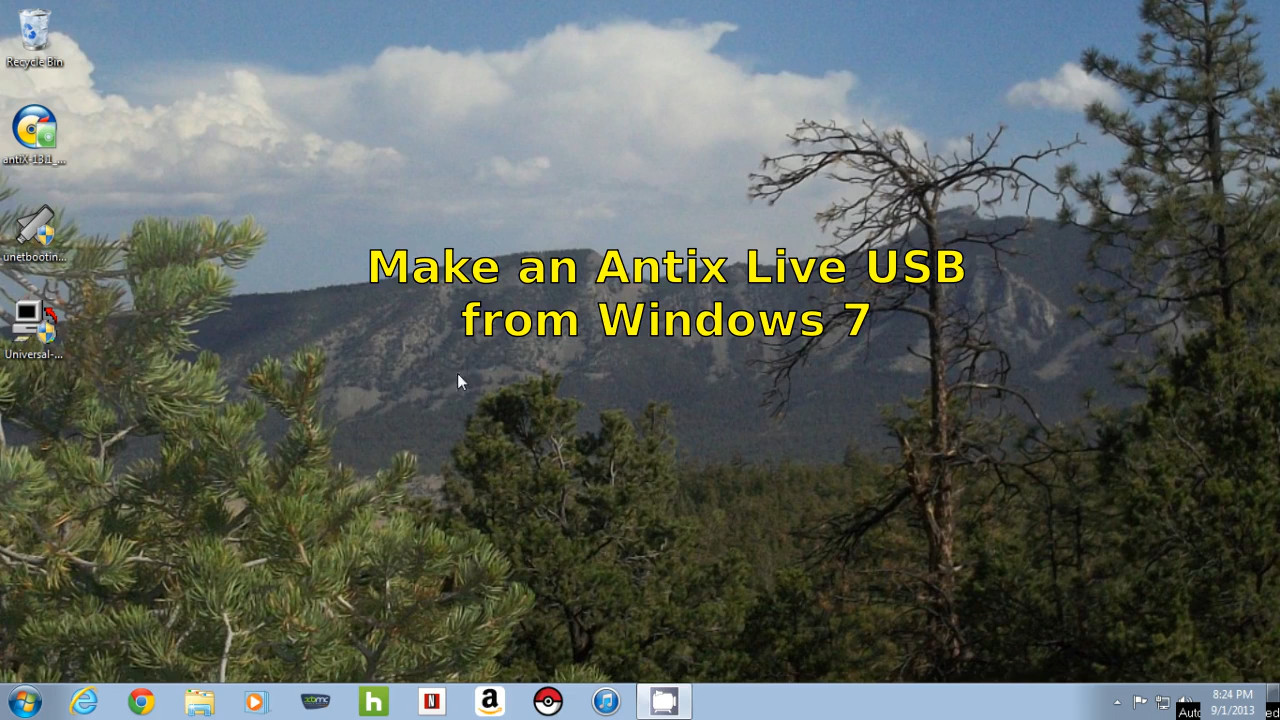 Recycle Bin
antiX-13.1_...
Make an Antix Live USB
from Windows 7
unetbootin...
Universal-...
xbmc
h
N
a
8:24 PM
9/1/2013